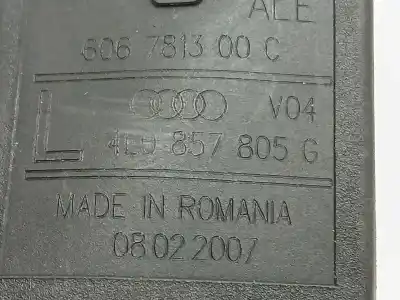 ALE
606 7813 00 C
V04
L 4L0 857 805 G
MADE IN ROMANIA
08.02.2007